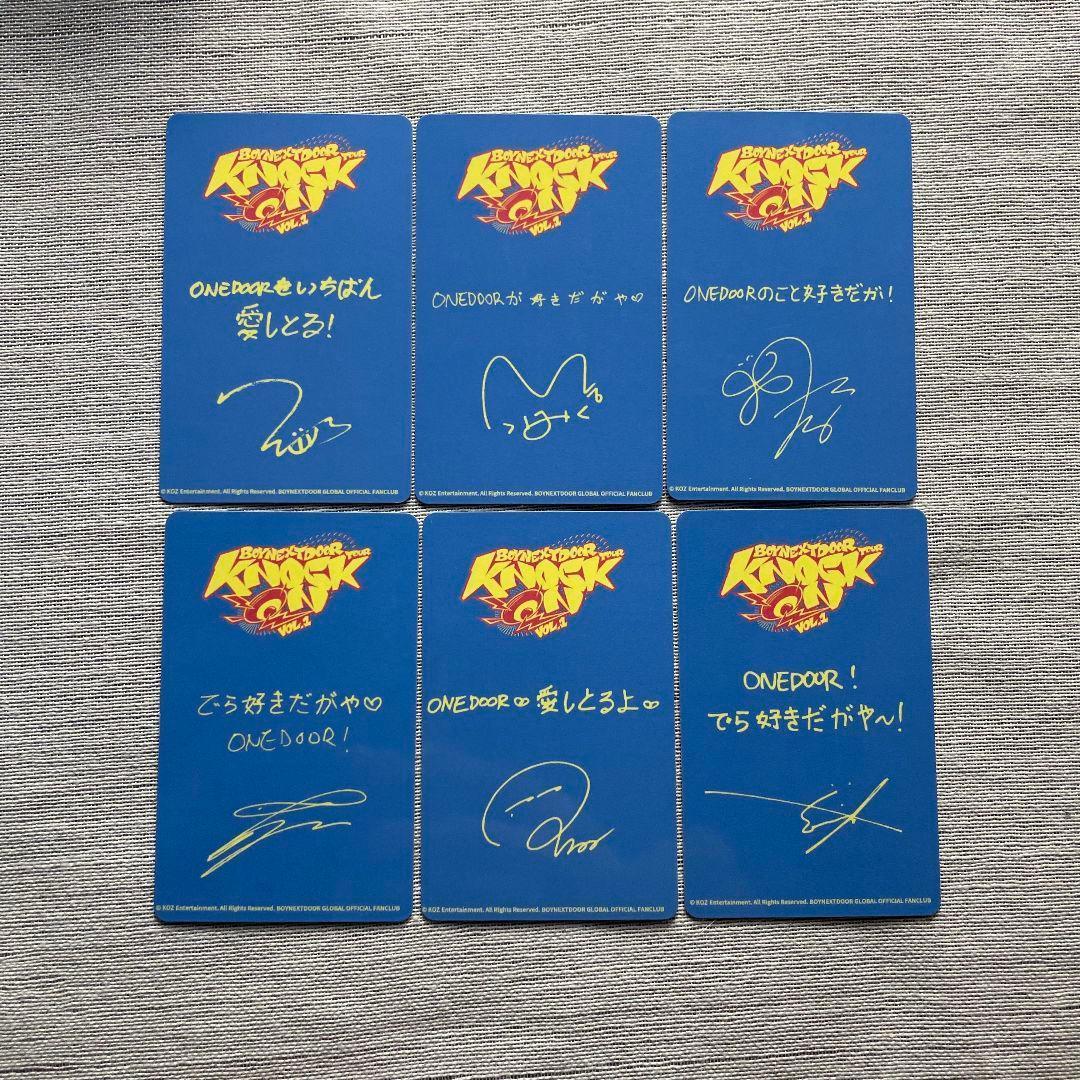 BOYNEXTDOOR TOUR
KNOCK
ON
VOL.1
ONEDOORをいちばん
愛しとる!
© KOZ Entertainment. All Rights Reserved. BOYNEXTDOOR GLOBAL OFFICIAL FANCLUB
BOYNEXTDOOR TOUR
KNOCK
ON
VOL.1
ONEDOORが好きだがや♡
© KOZ Entertainment. All Rights Reserved. BOYNEXTDOOR GLOBAL OFFICIAL FANCLUB
BOYNEXTDOOR TOUR
KNOCK
ON
VOL.1
ONEDOORのこと好きだがい!
© KOZ Entertainment. All Rights Reserved. BOYNEXTDOOR GLOBAL OFFICIAL FANCLUB
BOYNEXTDOOR TOUR
KNOCK
ON
VOL.1
でら好きだがや♡
ONEDOOR!
© KOZ Entertainment. All Rights Reserved. BOYNEXTDOOR GLOBAL OFFICIAL FANCLUB
BOYNEXTDOOR TOUR
KNOCK
ON
VOL.1
ONEDOOR♡愛しとるよ♡
© KOZ Entertainment. All Rights Reserved. BOYNEXTDOOR GLOBAL OFFICIAL FANCLUB
BOYNEXTDOOR TOUR
KNOCK
ON
VOL.1
ONEDOOR!
でら好きだがや~!
© KOZ Entertainment. All Rights Reserved. BOYNEXTDOOR GLOBAL OFFICIAL FANCLUB